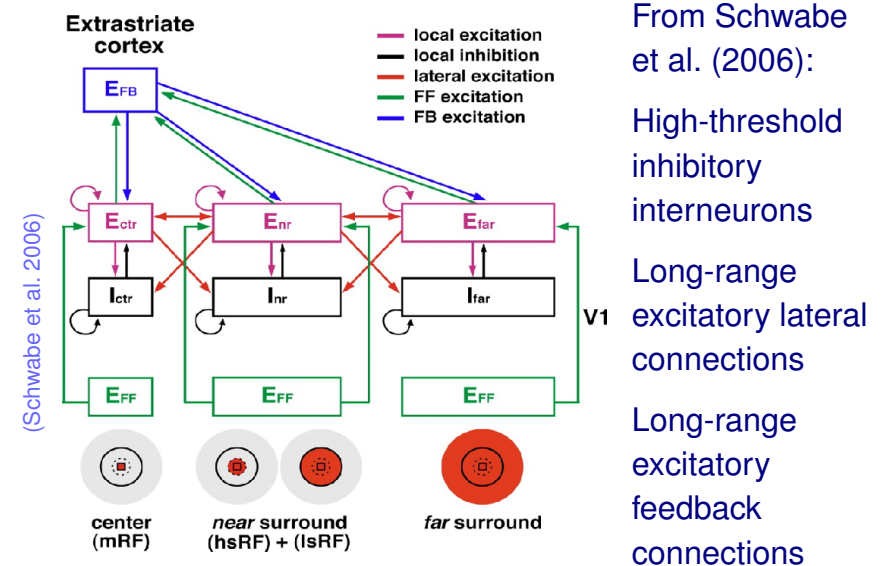 Extrastriate
cortex
local excitation
local inhibition
lateral excitation
FF excitation
FB excitation
EFB
Ectr
Enr
Efar
Ictr
Inr
Ifar
V1
EFF
EFF
EFF
center
(mRF)
near surround
(hsRF) + (lsRF)
far surround
(Schwabe et al. 2006)
From Schwabe
et al. (2006):
High-threshold
inhibitory
interneurons
Long-range
excitatory lateral
connections
Long-range
excitatory
feedback
connections